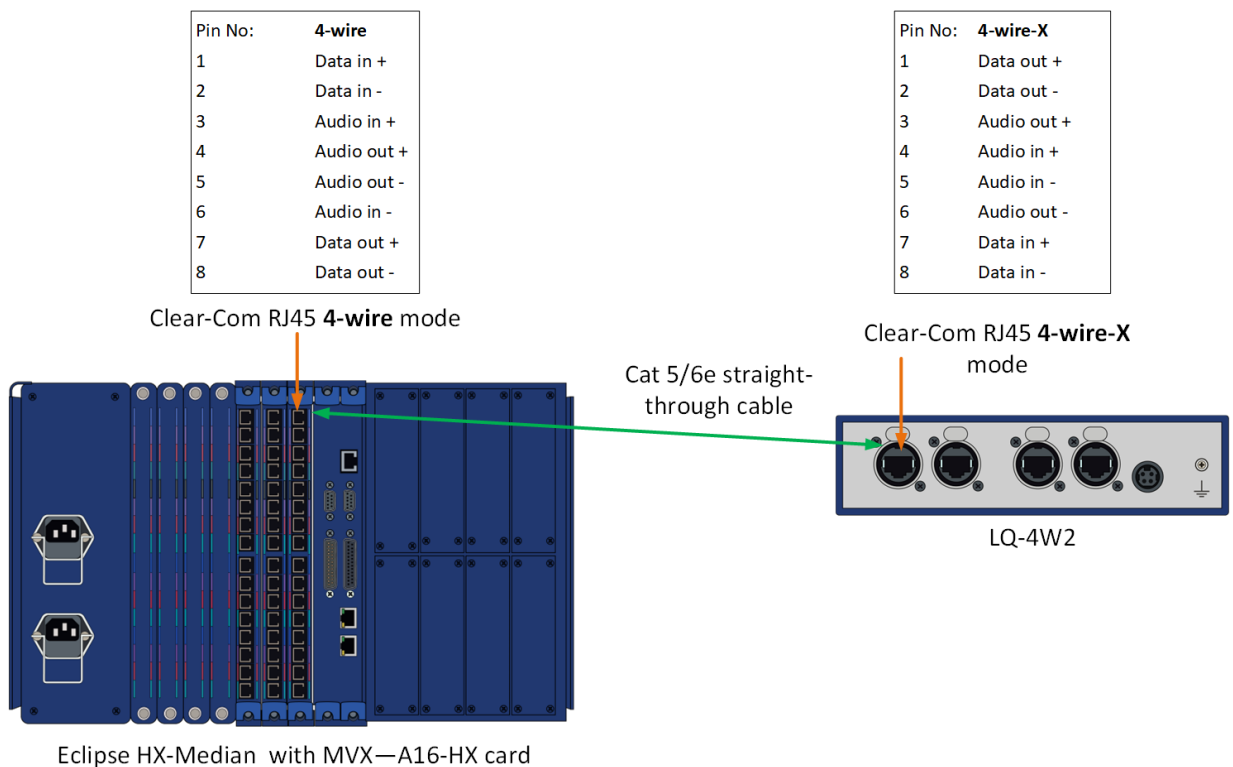 Pin No: 4-wire
1 Data in +
2 Data in -
3 Audio in +
4 Audio out +
5 Audio out -
6 Audio in -
7 Data out +
8 Data out -
Pin No: 4-wire-X
1 Data out +
2 Data out -
3 Audio out +
4 Audio in +
5 Audio in -
6 Audio out -
7 Data in +
8 Data in -
Clear-Com RJ45 4-wire mode
Clear-Com RJ45 4-wire-X
mode
Cat 5/6e straight-
through cable
LQ-4W2
Eclipse HX-Median with MVX—A16-HX card